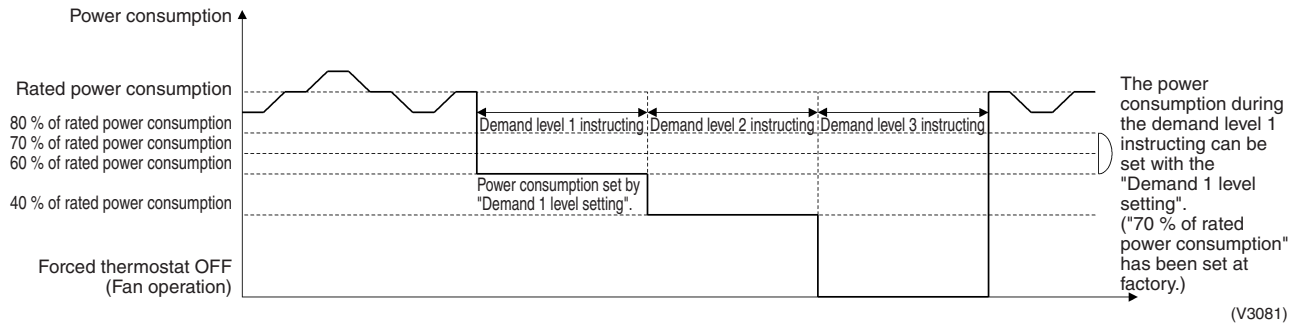 Power consumption
Rated power consumption
80 % of rated power consumption
70 % of rated power consumption
60 % of rated power consumption
40 % of rated power consumption
Forced thermostat OFF
(Fan operation)
Demand level 1 instructing
Demand level 2 instructing
Demand level 3 instructing
Power consumption set by
"Demand 1 level setting".
The power
consumption during
the demand level 1
instructing can be
set with the
"Demand 1 level
setting".
("70 % of rated
power consumption"
has been set at
factory.)
(V3081)